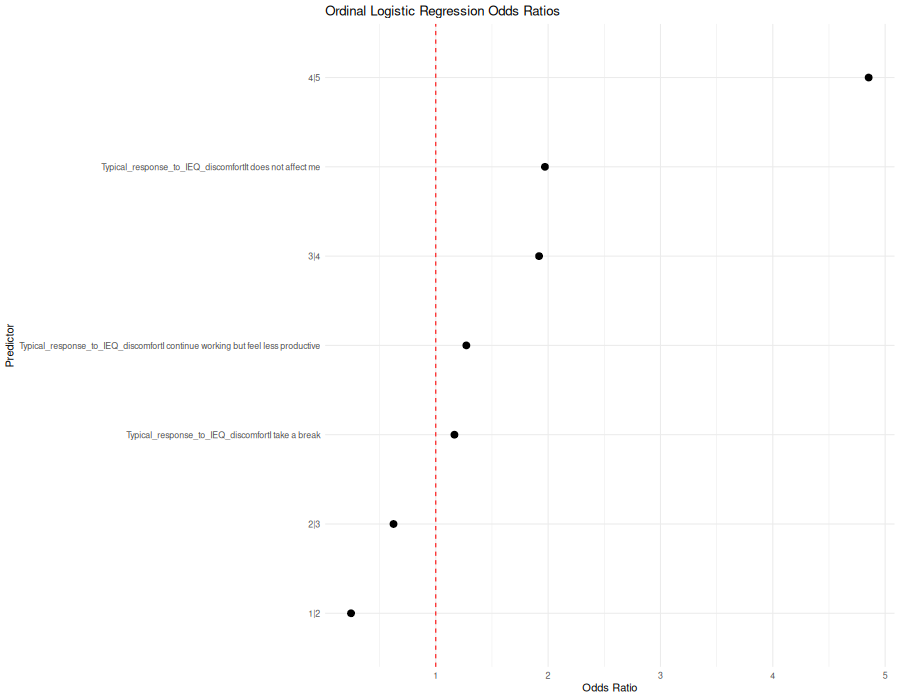 Ordinal Logistic Regression Odds Ratios
4|5
Typical_response_to_IEQ_discomfortIt does not affect me
3|4
Typical_response_to_IEQ_discomfortI continue working but feel less productive
Typical_response_to_IEQ_discomfortI take a break
2|3
1|2
Predictor
1 2 3 4 5
Odds Ratio